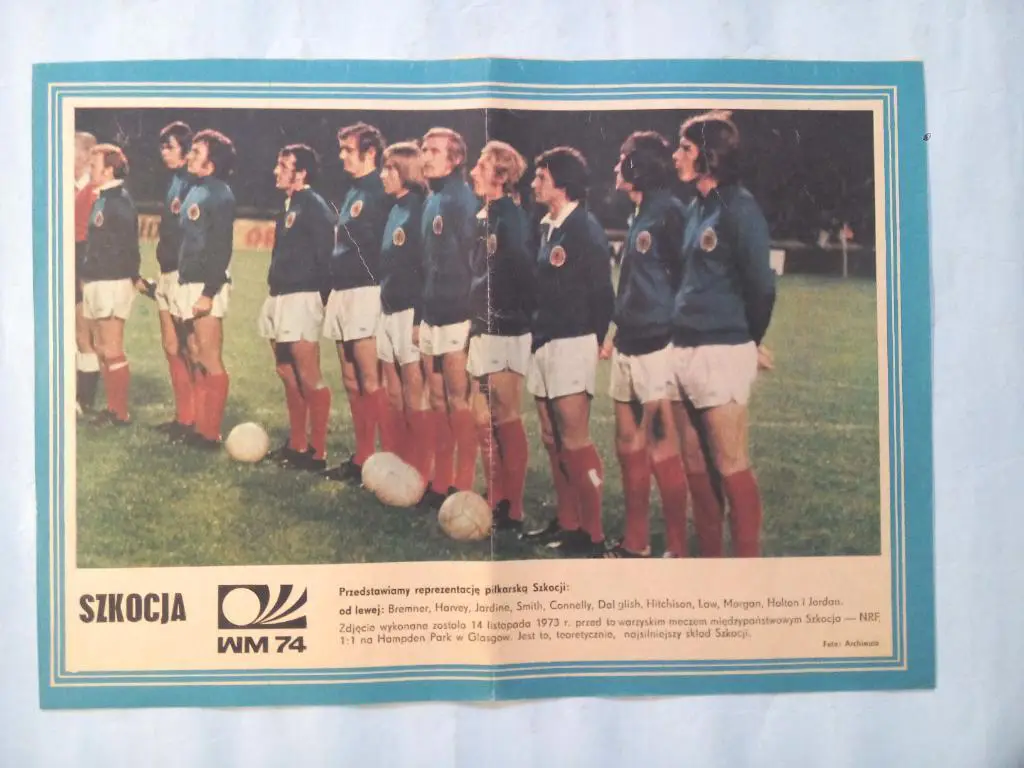 SZKOCJA
WM 74
Przedstawiamy reprezentację piłkarską Szkocji:
od lewej: Bremner, Harvey, Jardine, Smith, Connelly, Dalglish, Hitchison, Law, Morgan, Holton i Jordan.
Zdjęcie wykonane zostało 14 listopada 1973 r. przed towarzyskim meczem międzypaństwowym Szkocja — NRF,
1:1 na Hampden Park w Glasgow. Jest to, teoretycznie, najsilniejszy skład Szkocji.
Foto: Archiwum